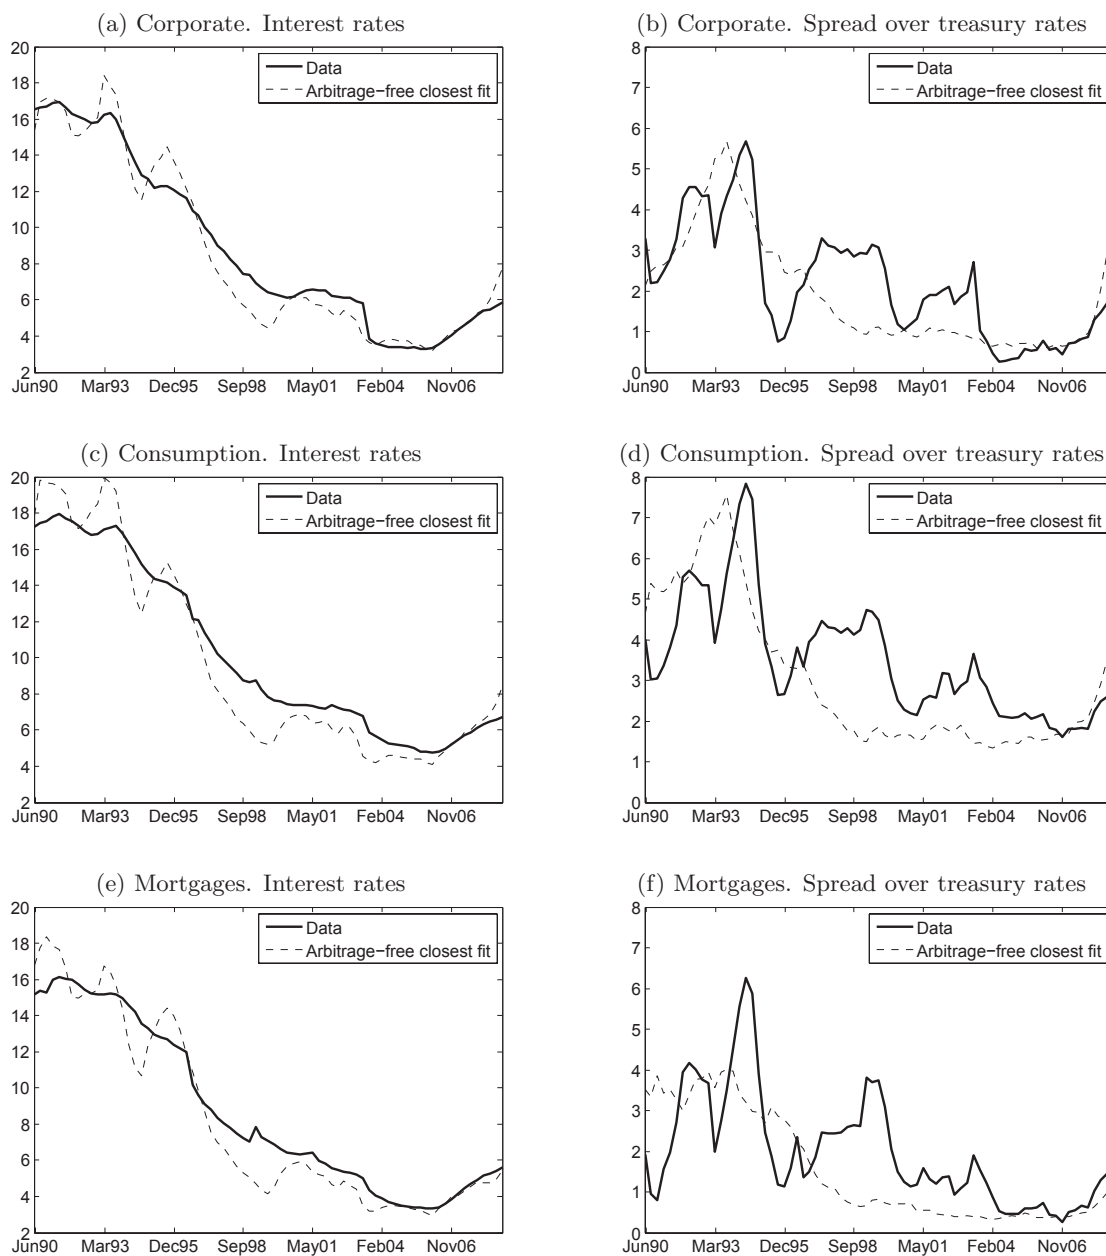 (a) Corporate. Interest rates
20
18
16
14
12
10
8
6
4
2
Jun90 Mar93 Dec95 Sep98 May01 Feb04 Nov06
Data
Arbitrage−free closest fit
(b) Corporate. Spread over treasury rates
8
7
6
5
4
3
2
1
0
Jun90 Mar93 Dec95 Sep98 May01 Feb04 Nov06
Data
Arbitrage−free closest fit
(c) Consumption. Interest rates
20
18
16
14
12
10
8
6
4
2
Jun90 Mar93 Dec95 Sep98 May01 Feb04 Nov06
Data
Arbitrage−free closest fit
(d) Consumption. Spread over treasury rates
8
7
6
5
4
3
2
1
0
Jun90 Mar93 Dec95 Sep98 May01 Feb04 Nov06
Data
Arbitrage−free closest fit
(e) Mortgages. Interest rates
20
18
16
14
12
10
8
6
4
2
Jun90 Mar93 Dec95 Sep98 May01 Feb04 Nov06
Data
Arbitrage−free closest fit
(f) Mortgages. Spread over treasury rates
8
7
6
5
4
3
2
1
0
Jun90 Mar93 Dec95 Sep98 May01 Feb04 Nov06
Data
Arbitrage−free closest fit